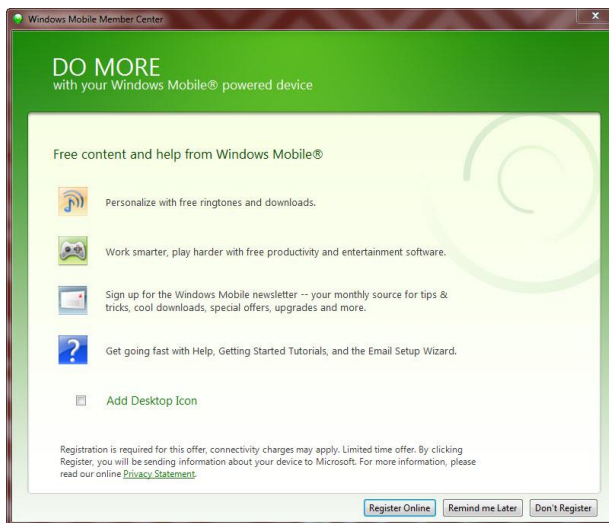 Windows Mobile Member Center
x
DO MORE
with your Windows Mobile® powered device
Free content and help from Windows Mobile®
Personalize with free ringtones and downloads.
Work smarter, play harder with free productivity and entertainment software.
Sign up for the Windows Mobile newsletter -- your monthly source for tips &
tricks, cool downloads, special offers, upgrades and more.
?
Get going fast with Help, Getting Started Tutorials, and the Email Setup Wizard.
Add Desktop Icon
Registration is required for this offer, connectivity charges may apply. Limited time offer. By clicking
Register, you will be sending information about your device to Microsoft. For more information, please
read our online Privacy Statement.
Register Online Remind me Later Don't Register